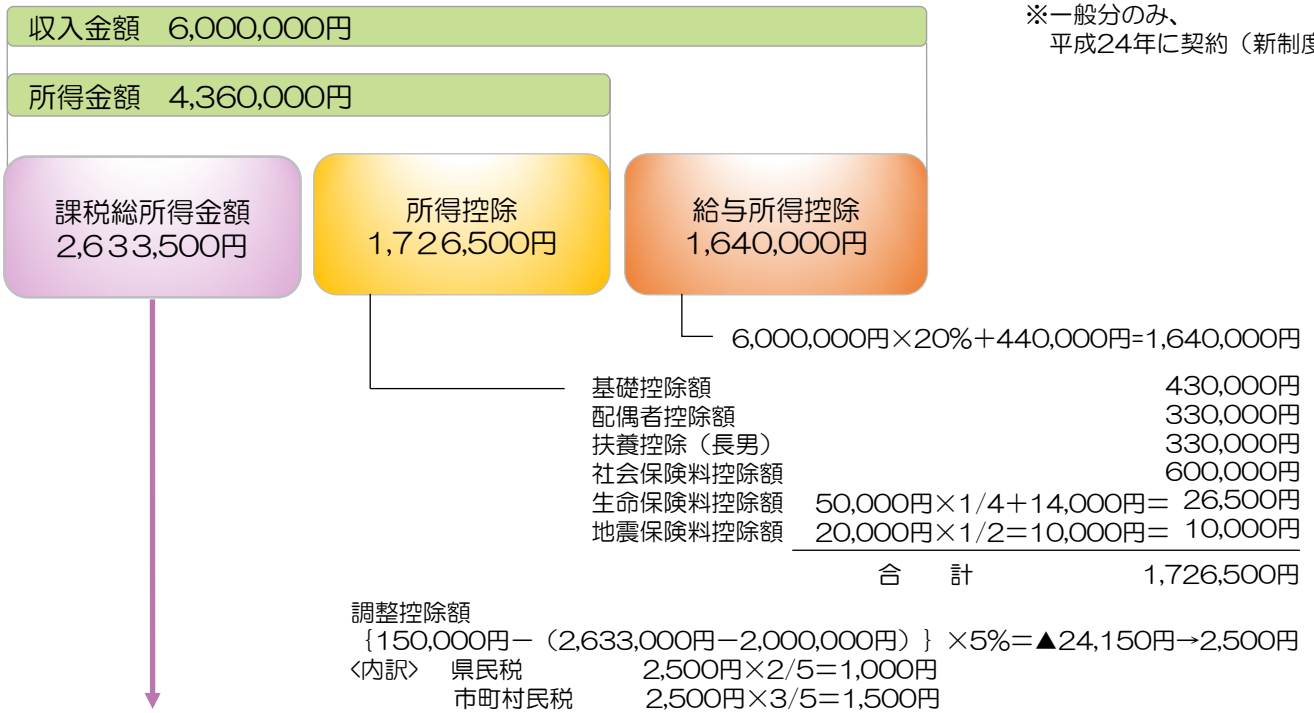 収入金額 6,000,000円
※一般分のみ、
平成24年に契約（新制度
所得金額 4,360,000円
課税総所得金額
2,633,500円
所得控除
1,726,500円
給与所得控除
1,640,000円
6,000,000円×20%＋440,000円=1,640,000円
基礎控除額 430,000円
配偶者控除額 330,000円
扶養控除（長男） 330,000円
社会保険料控除額 600,000円
生命保険料控除額 50,000円×1/4＋14,000円＝ 26,500円
地震保険料控除額 20,000円×1/2＝10,000円＝ 10,000円
合 計 1,726,500円
調整控除額
｛150,000円－（2,633,000円－2,000,000円）｝×5%＝▲24,150円→2,500円
<内訳> 県民税 2,500円×2/5＝1,000円
市町村民税 2,500円×3/5＝1,500円